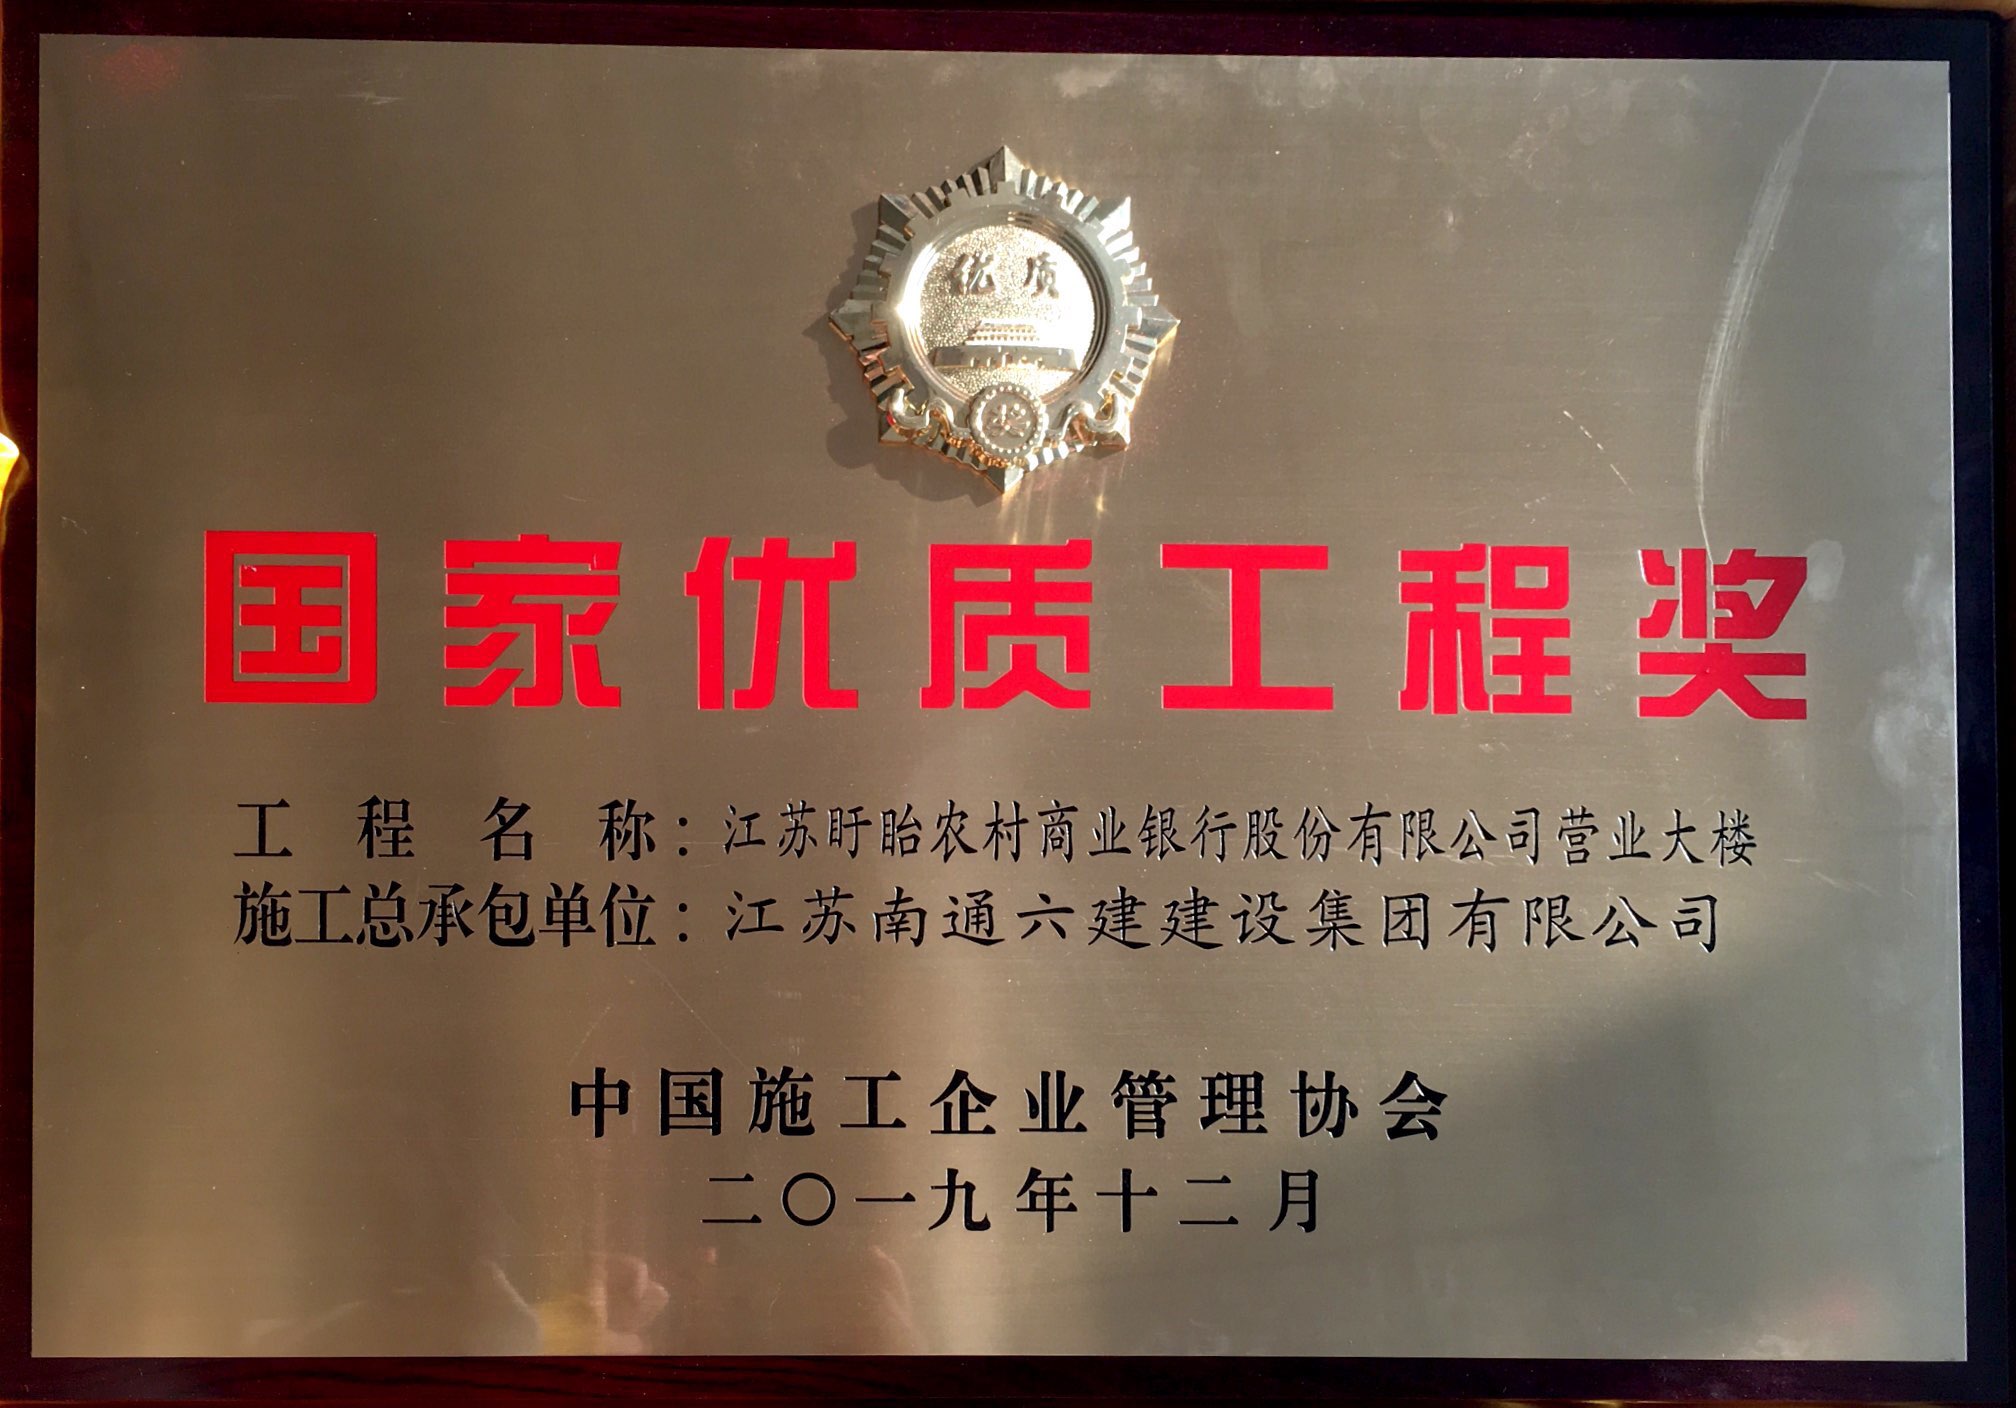 优质
奖
国家优质工程奖
工程名称：江苏盱眙农村商业银行股份有限公司营业大楼
施工总承包单位：江苏南通六建建设集团有限公司
中国施工企业管理协会
二〇一九年十二月